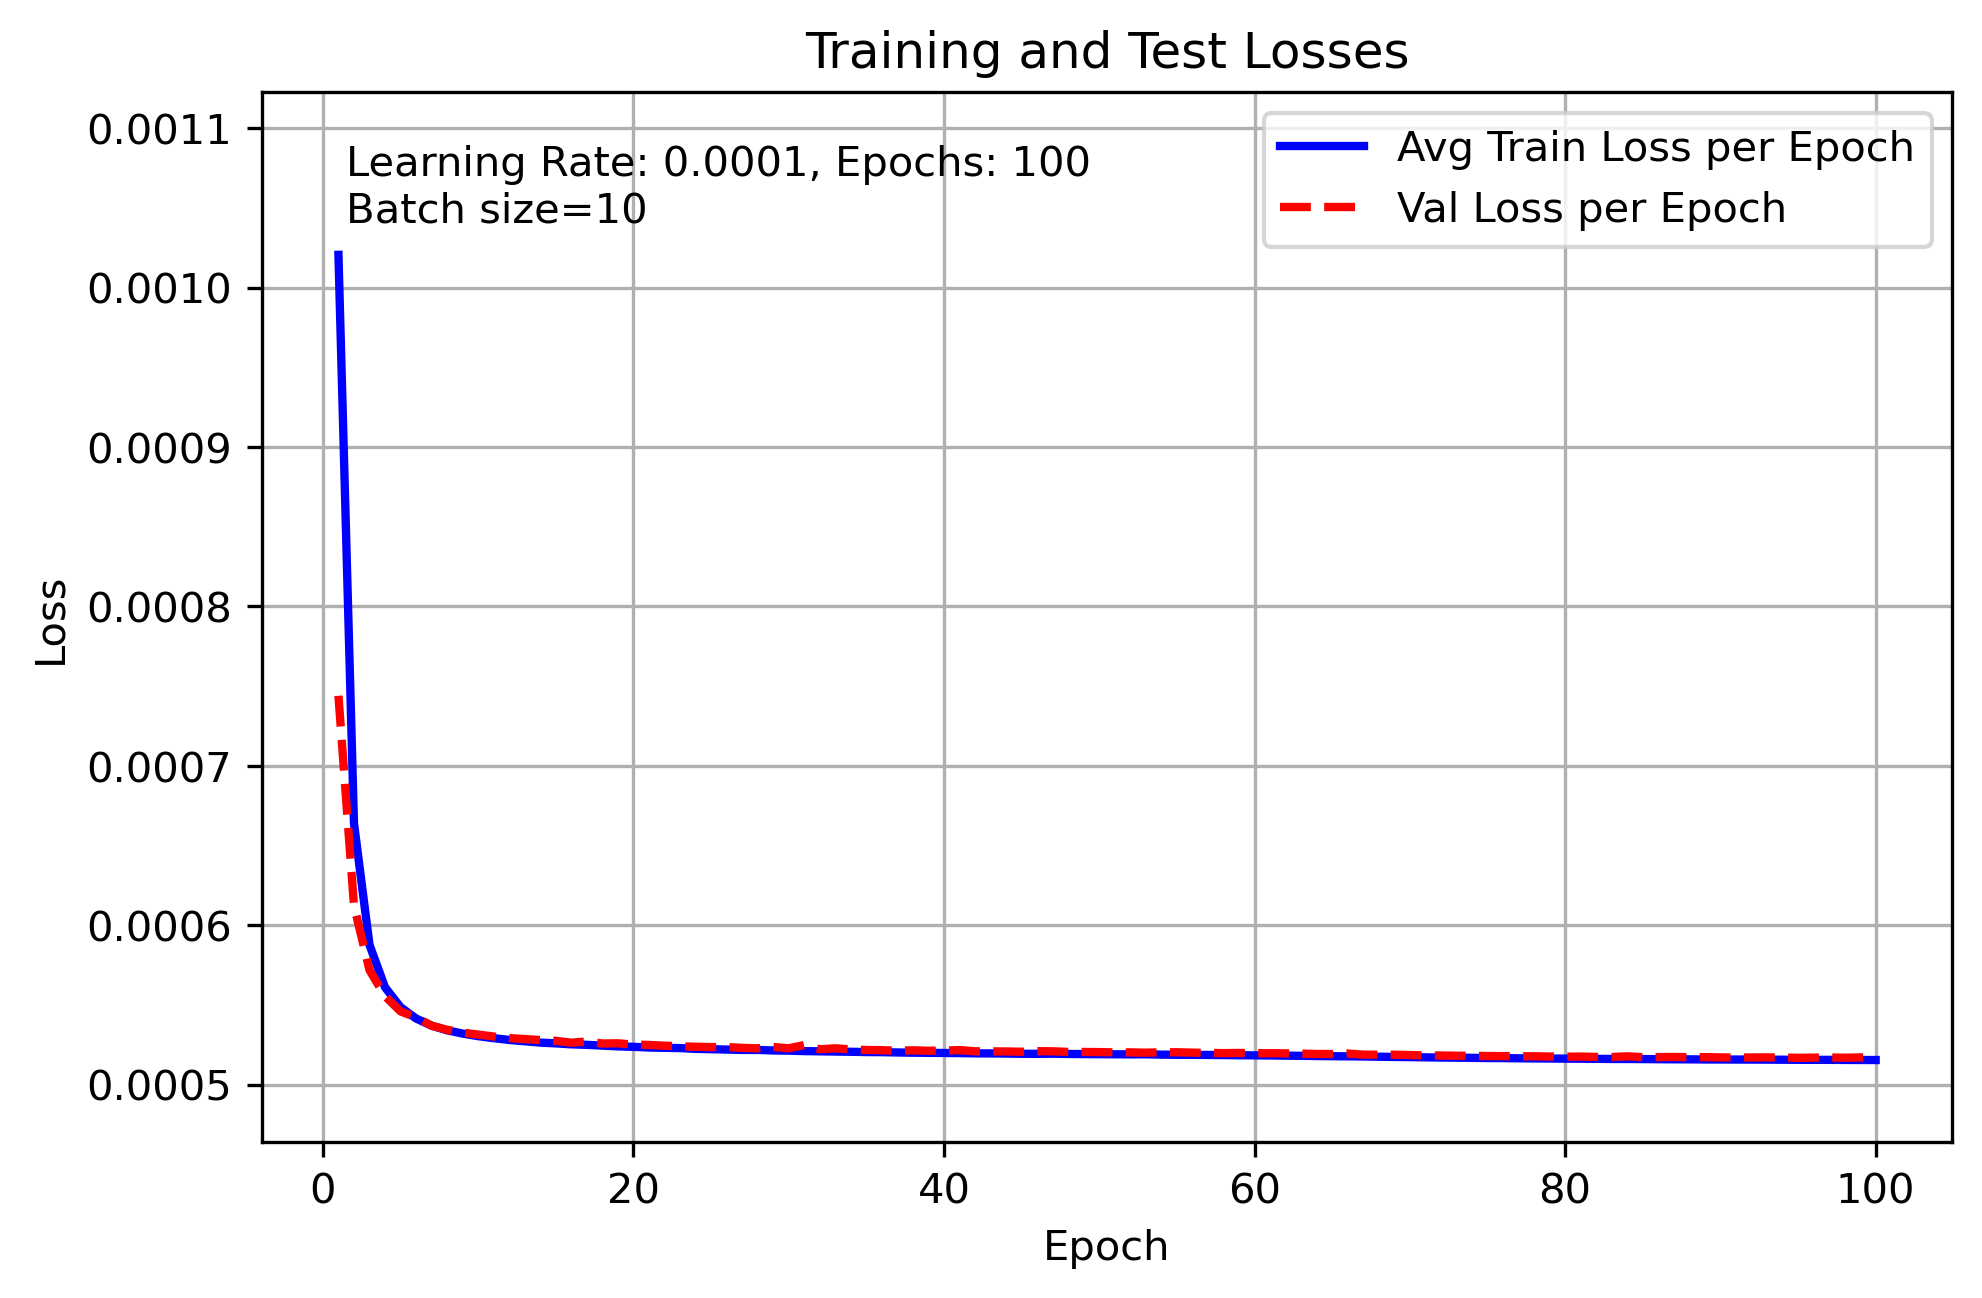 Training and Test Losses
Learning Rate: 0.0001, Epochs: 100
Batch size=10
Avg Train Loss per Epoch
Val Loss per Epoch
Loss
0.0011
0.0010
0.0009
0.0008
0.0007
0.0006
0.0005
0 20 40 60 80 100
Epoch